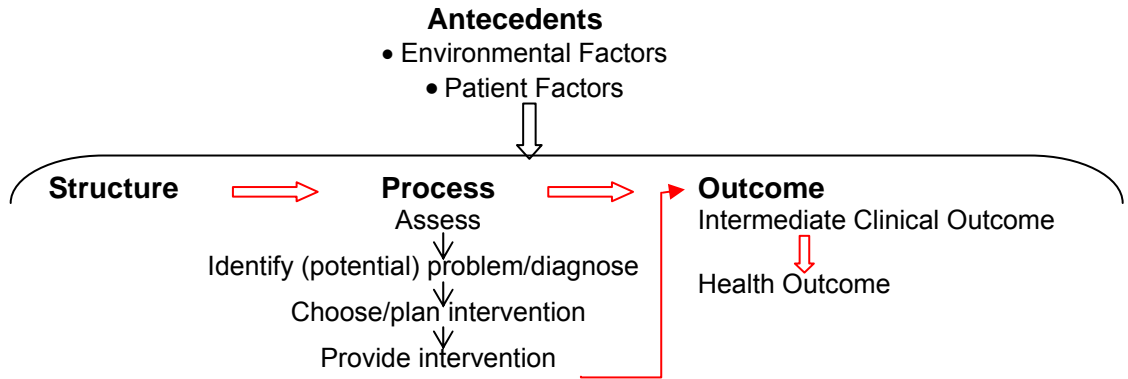 Antecedents
• Environmental Factors
• Patient Factors
Structure Process Outcome
Assess Intermediate Clinical Outcome
Identify (potential) problem/diagnose
Health Outcome
Choose/plan intervention
Provide intervention